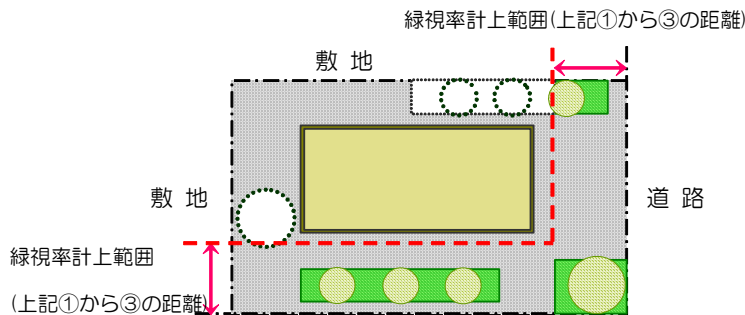 緑視率計上範囲(上記①から③の距離)
敷 地
敷 地
道 路
緑視率計上範囲
(上記①から③の距離)